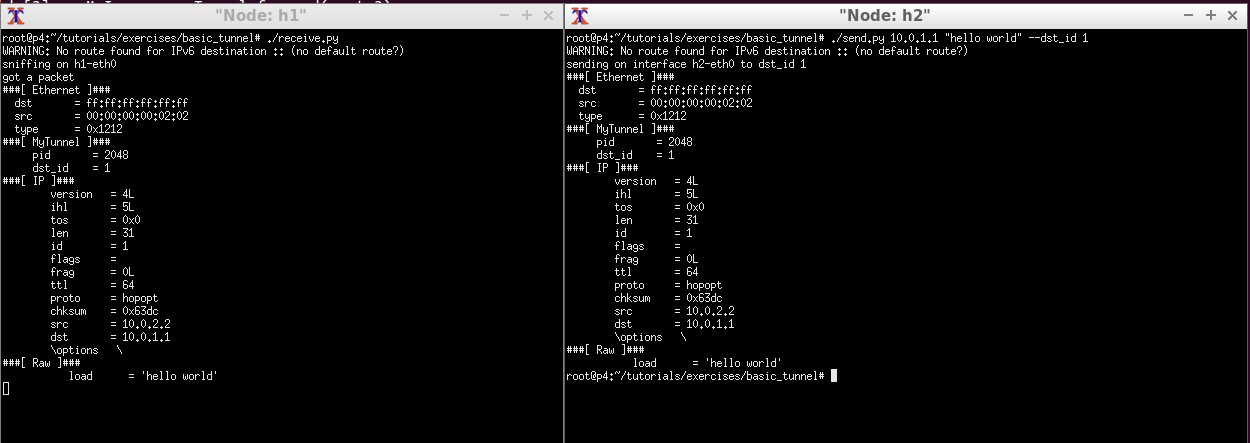 "Node: h1"
root@p4:~/tutorials/exercises/basic_tunnel# ./receive.py
WARNING: No route found for IPv6 destination :: (no default route?)
sniffing on h1-eth0
got a packet
###[ Ethernet ]###
dst = ff:ff:ff:ff:ff:ff
src = 00:00:00:00:02:02
type = 0x1212
###[ MyTunnel ]###
pid = 2048
dst_id = 1
###[ IP ]###
version = 4L
ihl = 5L
tos = 0x0
len = 31
id = 1
flags =
frag = 0L
ttl = 64
proto = hopopt
chksum = 0x63dc
src = 10.0.2.2
dst = 10.0.1.1
\options \
###[ Raw ]###
load = 'hello world'
"Node: h2"
root@p4:~/tutorials/exercises/basic_tunnel# ./send.py 10.0.1.1 "hello world" --dst_id 1
WARNING: No route found for IPv6 destination :: (no default route?)
sending on interface h2-eth0 to dst_id 1
###[ Ethernet ]###
dst = ff:ff:ff:ff:ff:ff
src = 00:00:00:00:02:02
type = 0x1212
###[ MyTunnel ]###
pid = 2048
dst_id = 1
###[ IP ]###
version = 4L
ihl = 5L
tos = 0x0
len = 31
id = 1
flags =
frag = 0L
ttl = 64
proto = hopopt
chksum = 0x63dc
src = 10.0.2.2
dst = 10.0.1.1
\options \
###[ Raw ]###
load = 'hello world'
root@p4:~/tutorials/exercises/basic_tunnel#